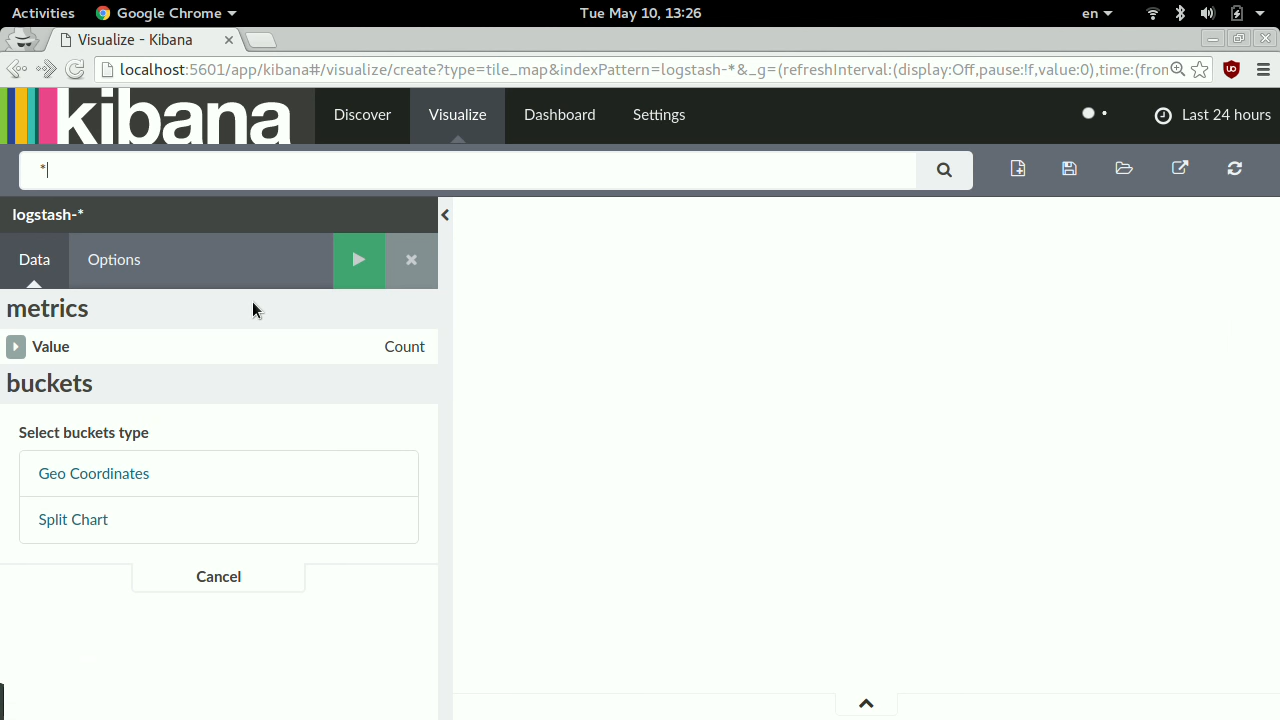 Activities Google Chrome Tue May 10, 13:26 en
Visualize - Kibana
localhost:5601/app/kibana#/visualize/create?type=tile_map&indexPattern=logstash-*&_g=(refreshInterval:(display:Off,pause:!f,value:0),time:(fron
kibana Discover Visualize Dashboard Settings Last 24 hours
*
logstash-*
Data Options
metrics
Value Count
buckets
Select buckets type
Geo Coordinates
Split Chart
Cancel